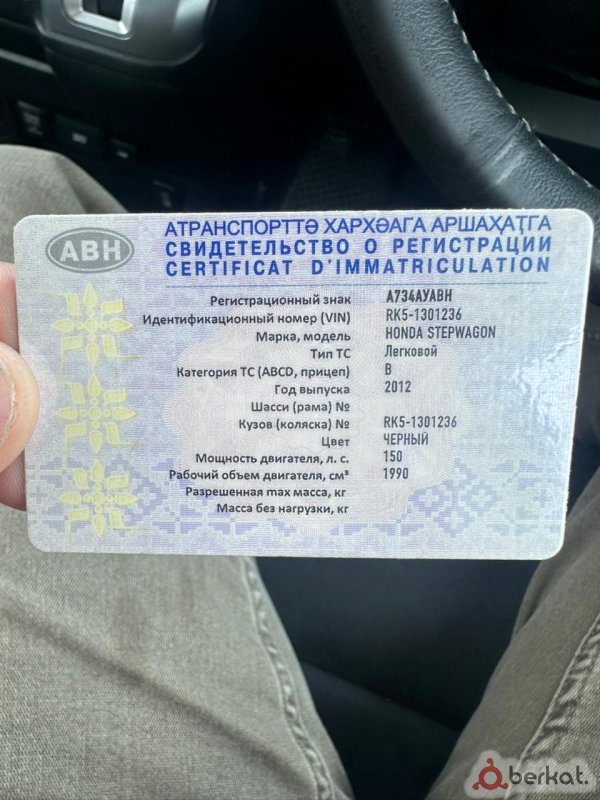 АВН
АТРАНСПОРТТӘ ХАРХӘАГА АРШАҲАҬГА
СВИДЕТЕЛЬСТВО О РЕГИСТРАЦИИ
CERTIFICAT D'IMMATRICULATION
Регистрационный знак А734АУАВН
Идентификационный номер (VIN) RK5-1301236
Марка, модель HONDA STEPWAGON
Тип ТС Легковой
Категория ТС (ABCD, прицеп) B
Год выпуска 2012
Шасси (рама) №
Кузов (коляска) № RK5-1301236
Цвет ЧЕРНЫЙ
Мощность двигателя, л. с. 150
Рабочий объем двигателя, см³ 1990
Разрешенная max масса, кг
Масса без нагрузки, кг
berkat.